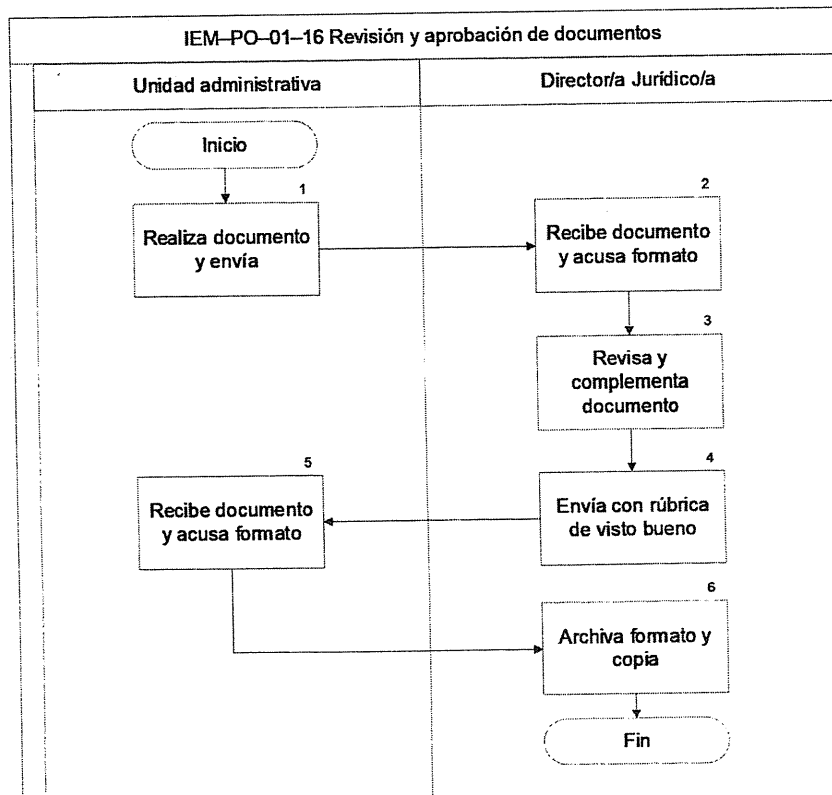 IEM–PO–01–16 Revisión y aprobación de documentos
Unidad administrativa
Director/a Jurídico/a
Inicio
1
Realiza documento
y envía
2
Recibe documento
y acusa formato
3
Revisa y
complementa
documento
4
Envía con rúbrica
de visto bueno
5
Recibe documento
y acusa formato
6
Archiva formato y
copia
Fin